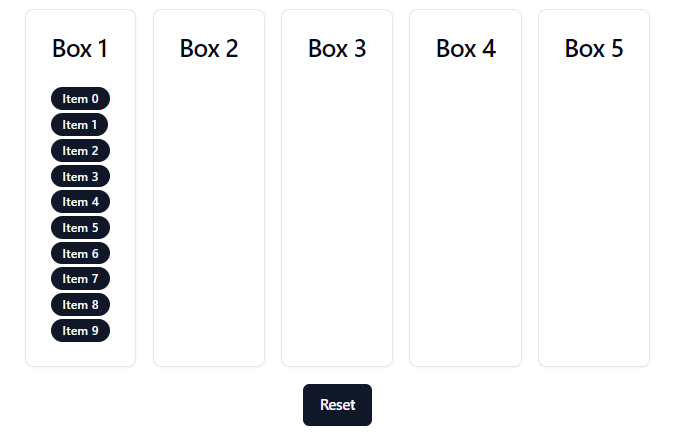 Box 1
Item 0
Item 1
Item 2
Item 3
Item 4
Item 5
Item 6
Item 7
Item 8
Item 9
Box 2
Box 3
Box 4
Box 5
Reset